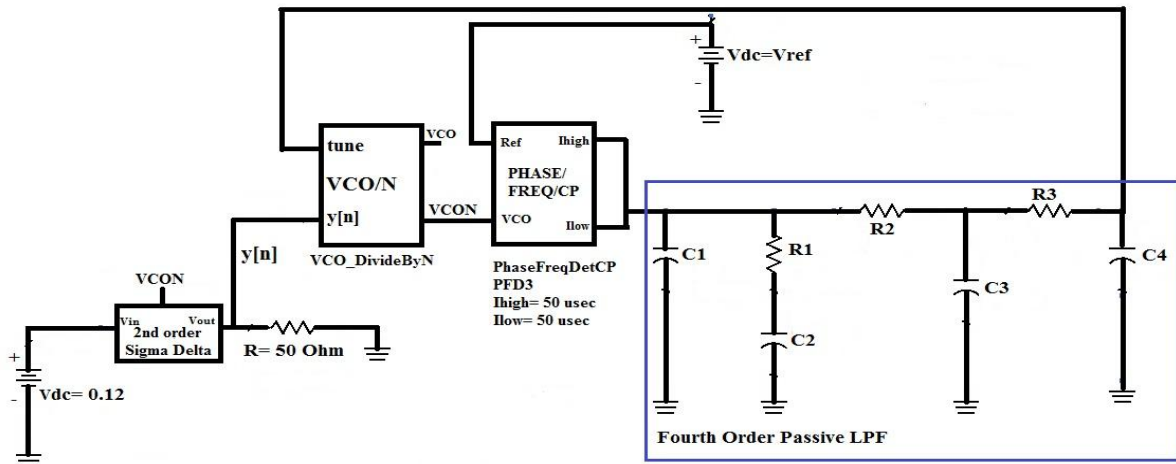 Vdc=Vref
tune
VCO
VCO/N
y[n]
VCON
VCO_DivideByN
Ref
Ihigh
PHASE/
FREQ/CP
VCO
Ilow
PhaseFreqDetCP
PFD3
Ihigh= 50 usec
Ilow= 50 usec
y[n]
VCON
Vin
Vout
2nd order
Sigma Delta
R= 50 Ohm
Vdc= 0.12
+
-
+
-
C1
R1
C2
R2
C3
R3
C4
Fourth Order Passive LPF